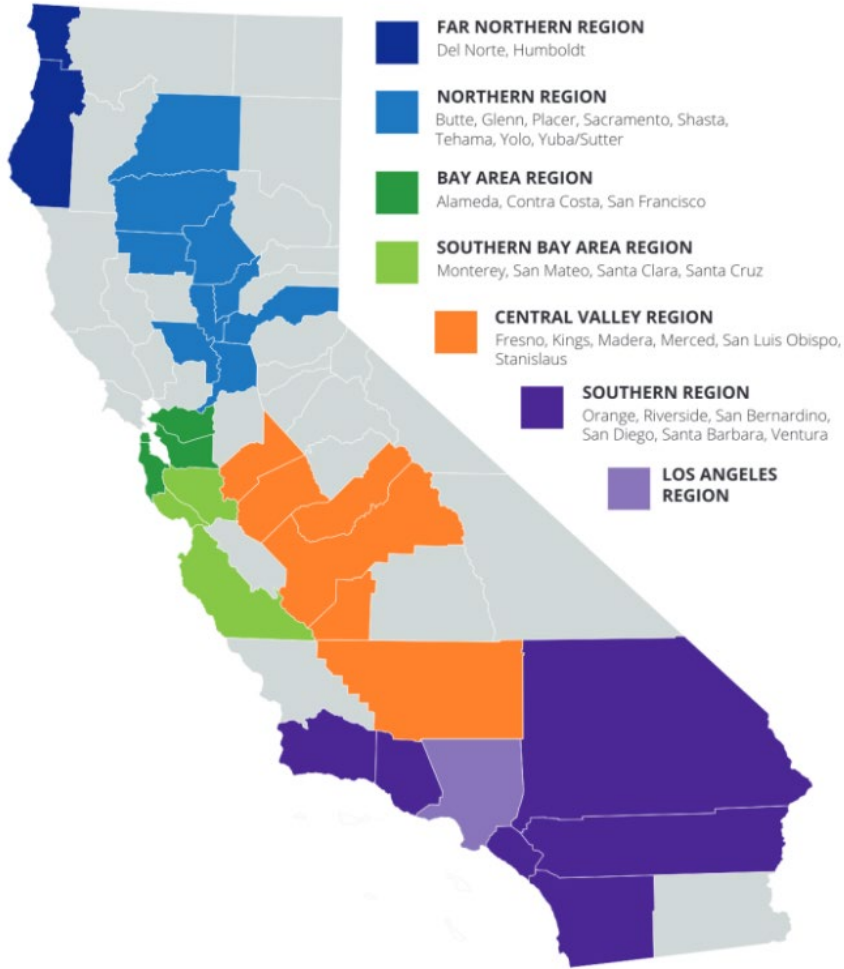 FAR NORTHERN REGION
Del Norte, Humboldt
NORTHERN REGION
Butte, Glenn, Placer, Sacramento, Shasta,
Tehama, Yolo, Yuba/Sutter
BAY AREA REGION
Alameda, Contra Costa, San Francisco
SOUTHERN BAY AREA REGION
Monterey, San Mateo, Santa Clara, Santa Cruz
CENTRAL VALLEY REGION
Fresno, Kings, Madera, Merced, San Luis Obispo,
Stanislaus
SOUTHERN REGION
Orange, Riverside, San Bernardino,
San Diego, Santa Barbara, Ventura
LOS ANGELES
REGION